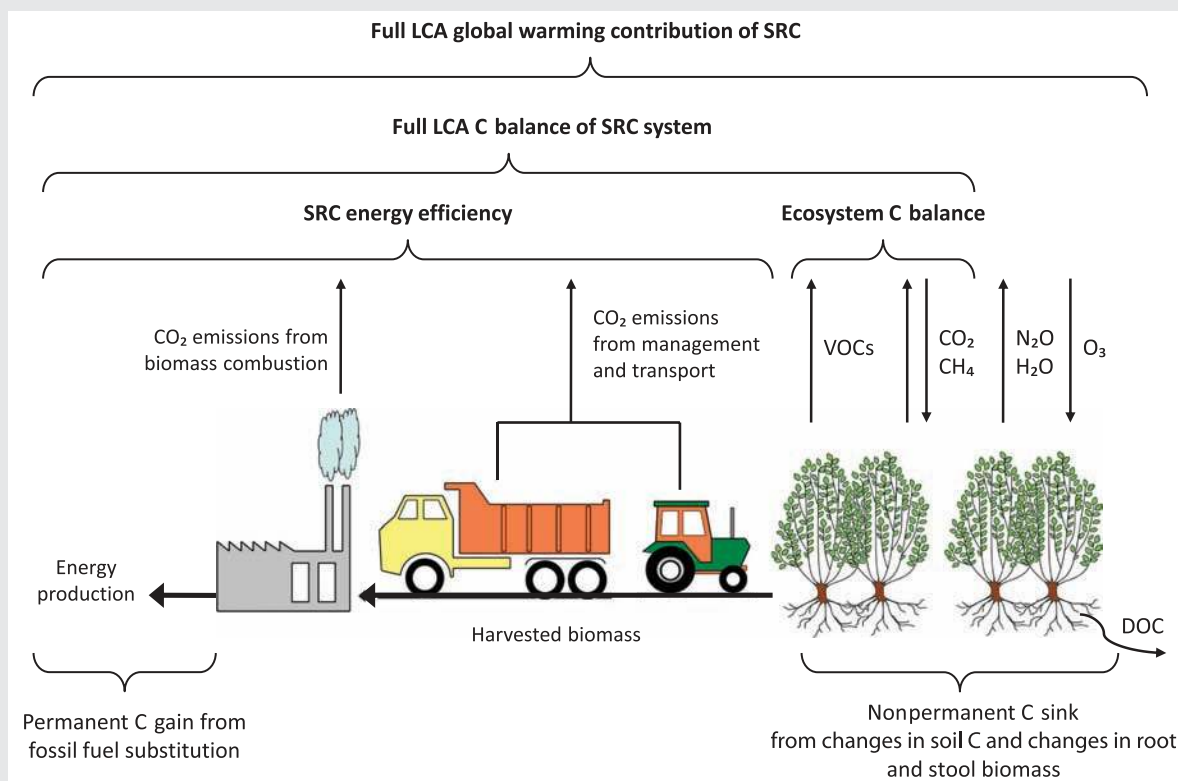 Full LCA global warming contribution of SRC
Full LCA C balance of SRC system
SRC energy efficiency
Ecosystem C balance
CO₂ emissions from
biomass combustion
CO₂ emissions
from management
and transport
VOCs
CO₂
CH₄
N₂O
H₂O
O₃
Energy
production
Harvested biomass
DOC
Permanent C gain from
fossil fuel substitution
Nonpermanent C sink
from changes in soil C and changes in root
and stool biomass